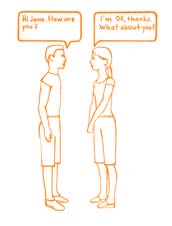 Hi Jane. How are
you?
I'm OK, thanks.
What about you?